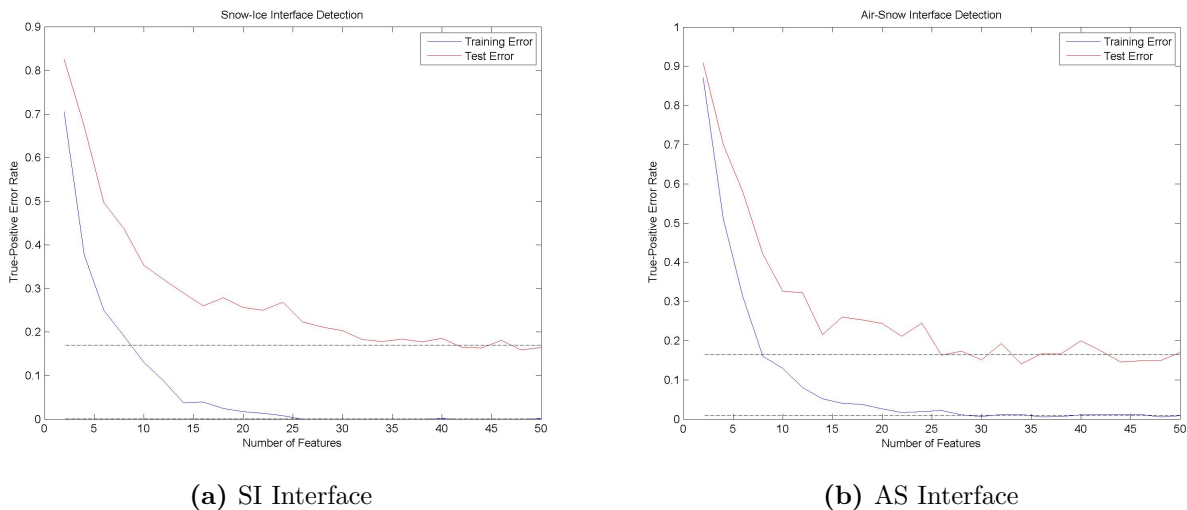 Snow-Ice Interface Detection
Training Error
Test Error
True-Positive Error Rate
0.9
0.8
0.7
0.6
0.5
0.4
0.3
0.2
0.1
0
0 5 10 15 20 25 30 35 40 45 50
Number of Features
(a) SI Interface
Air-Snow Interface Detection
Training Error
Test Error
True-Positive Error Rate
1
0.9
0.8
0.7
0.6
0.5
0.4
0.3
0.2
0.1
0
0 5 10 15 20 25 30 35 40 45 50
Number of Features
(b) AS Interface